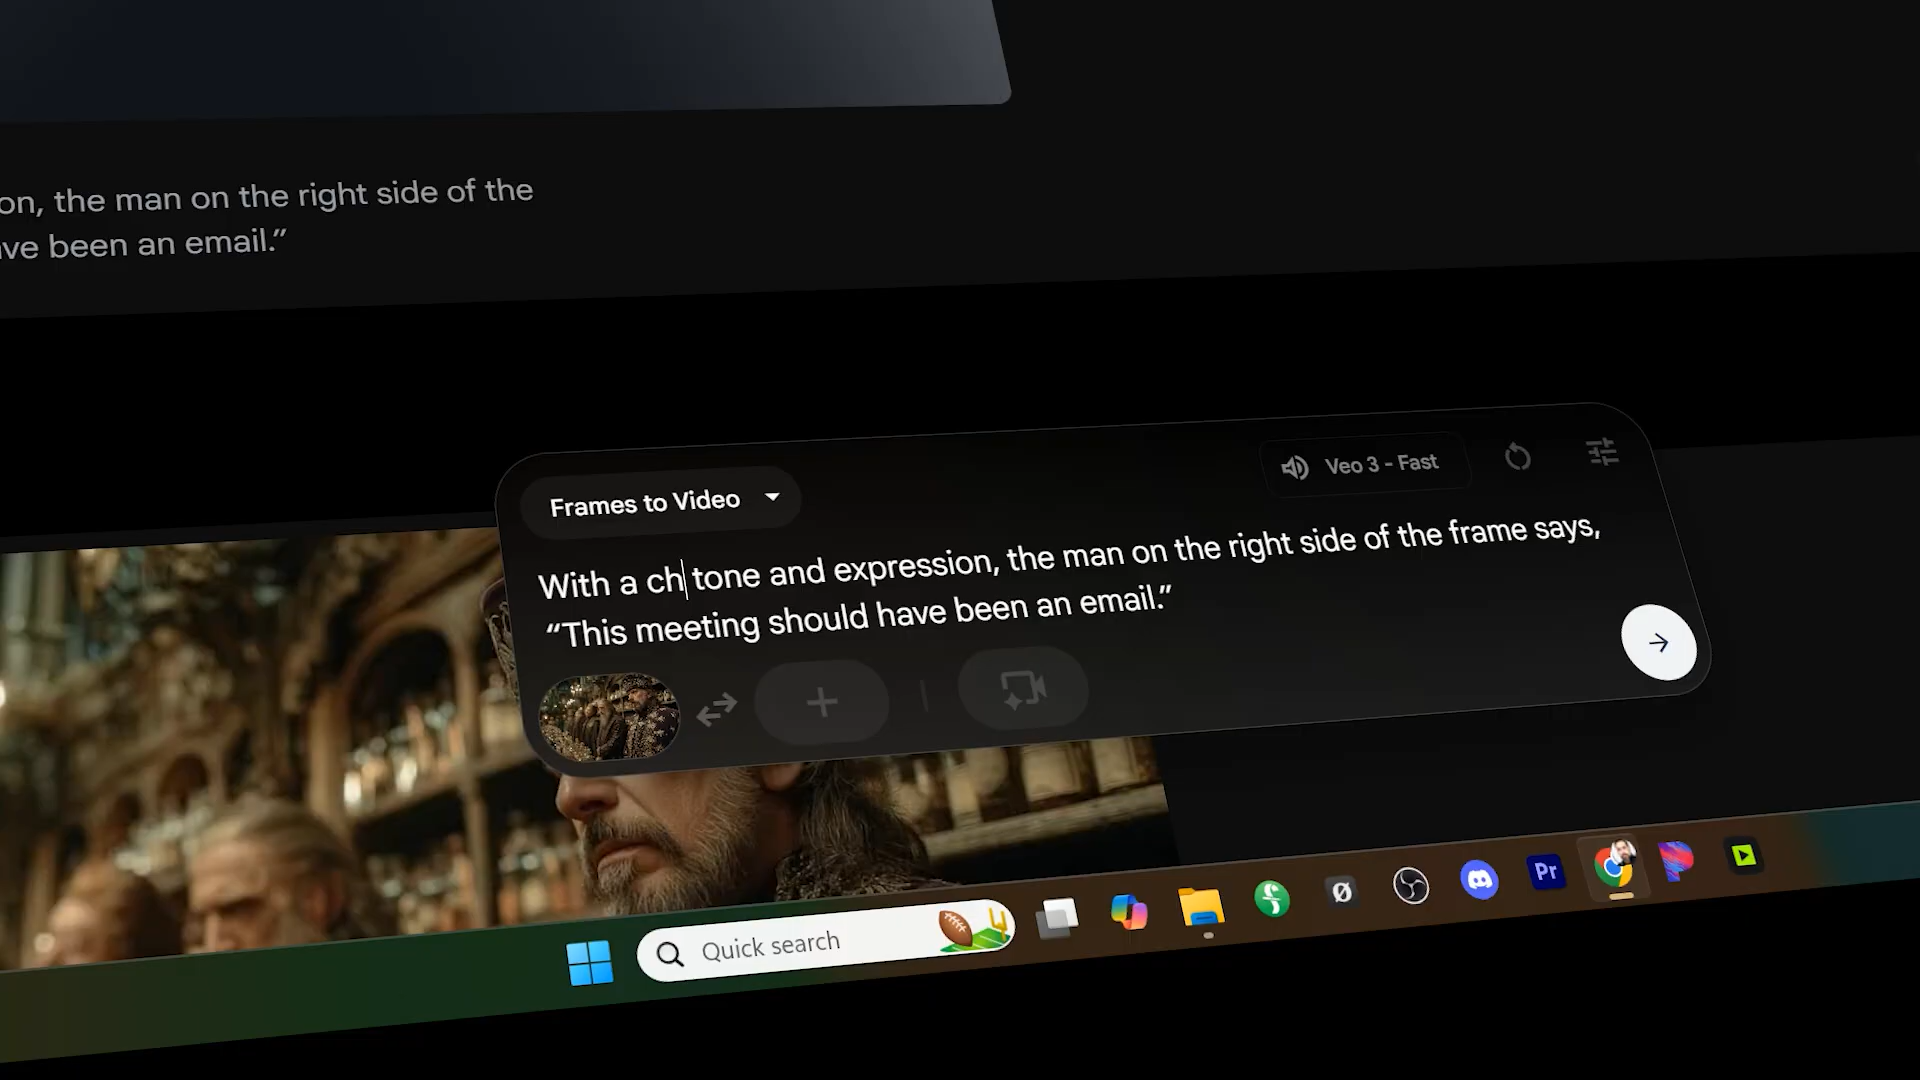 on, the man on the right side of the
ve been an email.”
Frames to Video
Veo 3 - Fast
With a ch tone and expression, the man on the right side of the frame says,
“This meeting should have been an email.”
Quick search
Pr